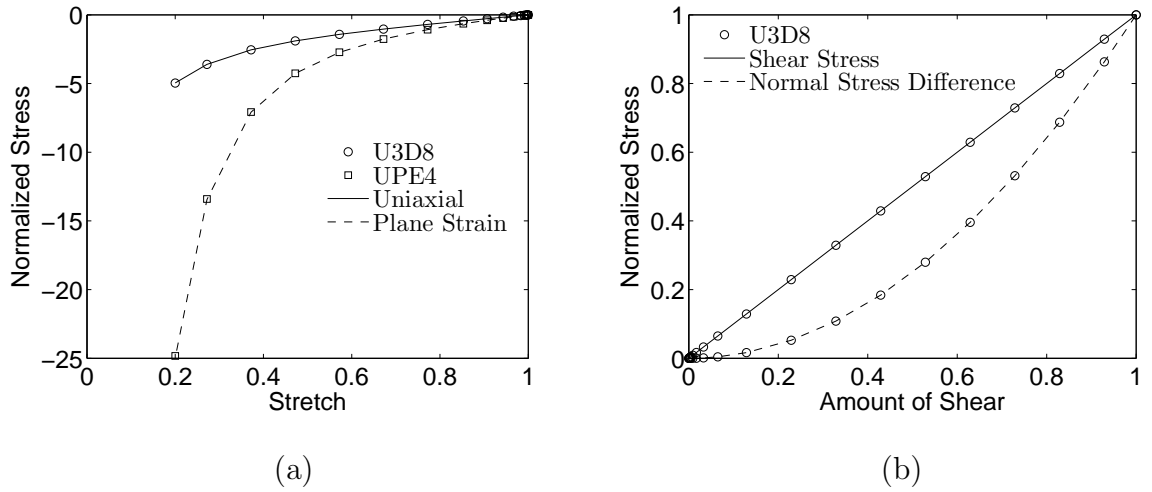 0
−5
−10
−15
−20
−25
Normalized Stress
U3D8
UPE4
Uniaxial
Plane Strain
0 0.2 0.4 0.6 0.8 1
Stretch
(a)
1
0.8
0.6
0.4
0.2
0
Normalized Stress
U3D8
Shear Stress
Normal Stress Difference
0 0.2 0.4 0.6 0.8 1
Amount of Shear
(b)